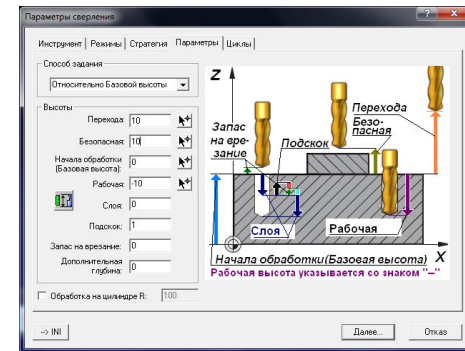 Параметры сверления
Инструмент Режимы Стратегия Параметры Циклы
Способ задания
Относительно Базовой высоты
Высоты
Перехода: 10
Безопасная: 10
Начала обработки
(Базовая высота): 0
Рабочая: -10
Слоя: 0
Подскок: 1
Запас на врезание: 0
Дополнительная
глубина: 0
Обработка на цилиндре R: 100
Z
Запас
на вре-
зание
Подскок
Перехода
Безо-
пасная
Слоя
Рабочая
X
Начала обработки(Базовая высота)
Рабочая высота указывается со знаком "–"
-> INI
Далее...
Отказ